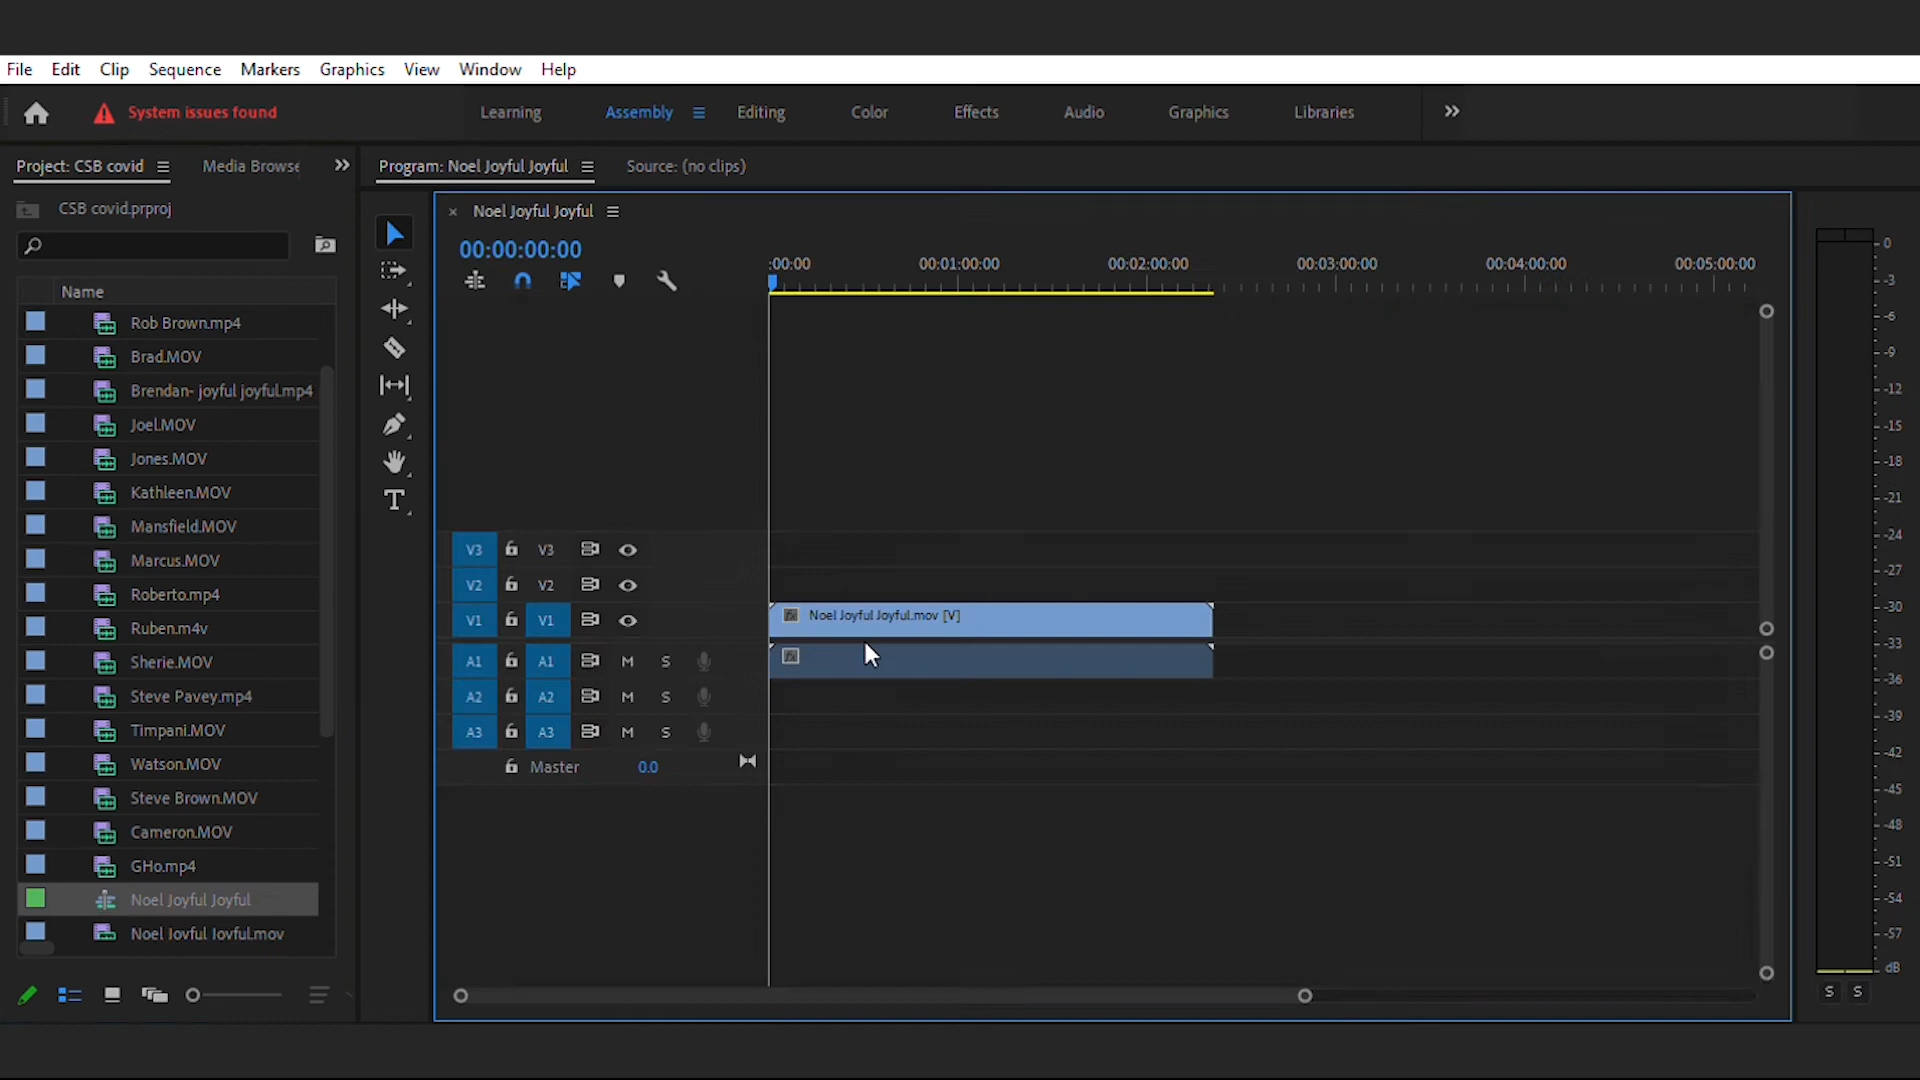 File Edit Clip Sequence Markers Graphics View Window Help
System issues found
Learning Assembly Editing Color Effects Audio Graphics Libraries
Project: CSB covid Media Browse
Program: Noel Joyful Joyful Source: (no clips)
CSB covid.prproj
Noel Joyful Joyful
00:00:00:00
:00:00 00:01:00:00 00:02:00:00 00:03:00:00 00:04:00:00 00:05:00:00
Name
Rob Brown.mp4
Brad.MOV
Brendan- joyful joyful.mp4
Joel.MOV
Jones.MOV
Kathleen.MOV
Mansfield.MOV
Marcus.MOV
Roberto.mp4
Ruben.m4v
Sherie.MOV
Steve Pavey.mp4
Timpani.MOV
Watson.MOV
Steve Brown.MOV
Cameron.MOV
GHo.mp4
Noel Joyful Joyful
Noel Joyful Joyful.mov
V3 V3
V2 V2
V1 V1 fx Noel Joyful Joyful.mov [V]
A1 A1 M S fx
A2 A2 M S
A3 A3 M S
Master 0.0
0
-3
-6
-9
-12
-15
-18
-21
-24
-27
-30
-33
-36
-39
-42
-45
-48
-51
-54
-57
dB
S S